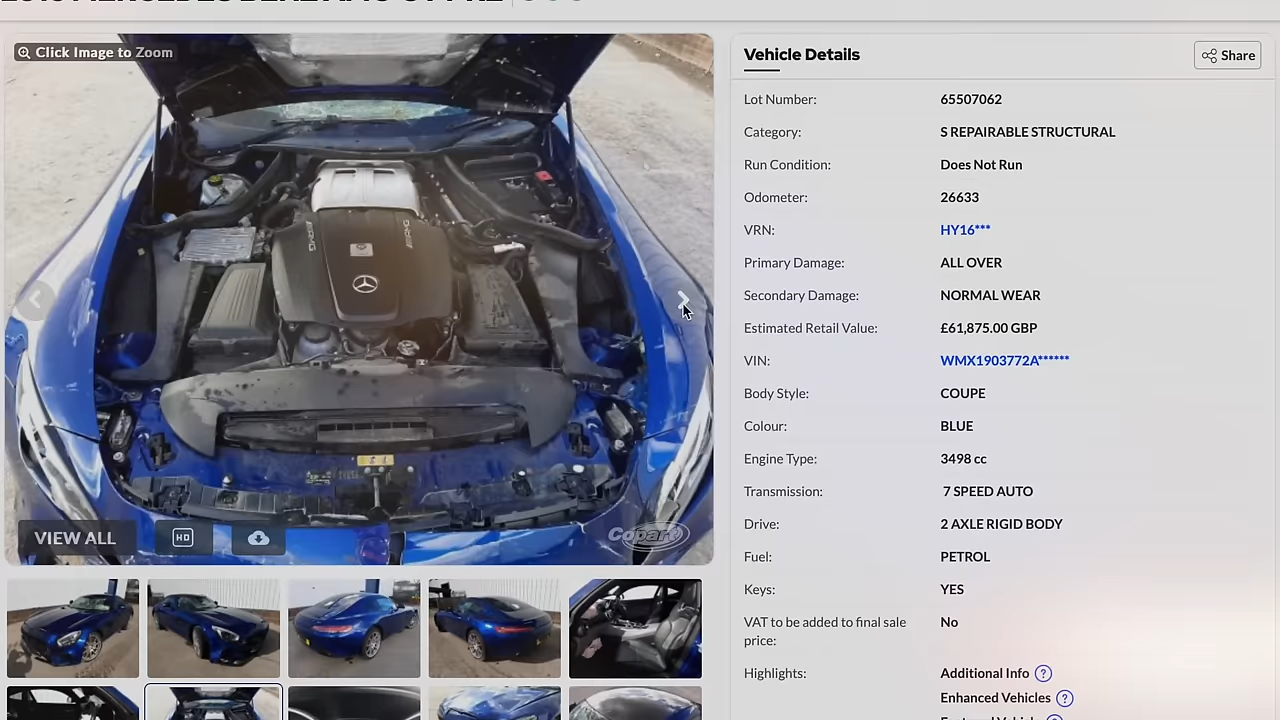 Click Image to Zoom
VIEW ALL
HD
Copart
Vehicle Details
Share
Lot Number: 65507062
Category: S REPAIRABLE STRUCTURAL
Run Condition: Does Not Run
Odometer: 26633
VRN: HY16***
Primary Damage: ALL OVER
Secondary Damage: NORMAL WEAR
Estimated Retail Value: £61,875.00 GBP
VIN: WMX1903772A******
Body Style: COUPE
Colour: BLUE
Engine Type: 3498 cc
Transmission: 7 SPEED AUTO
Drive: 2 AXLE RIGID BODY
Fuel: PETROL
Keys: YES
VAT to be added to final sale
price: No
Highlights: Additional Info ?
Enhanced Vehicles ?